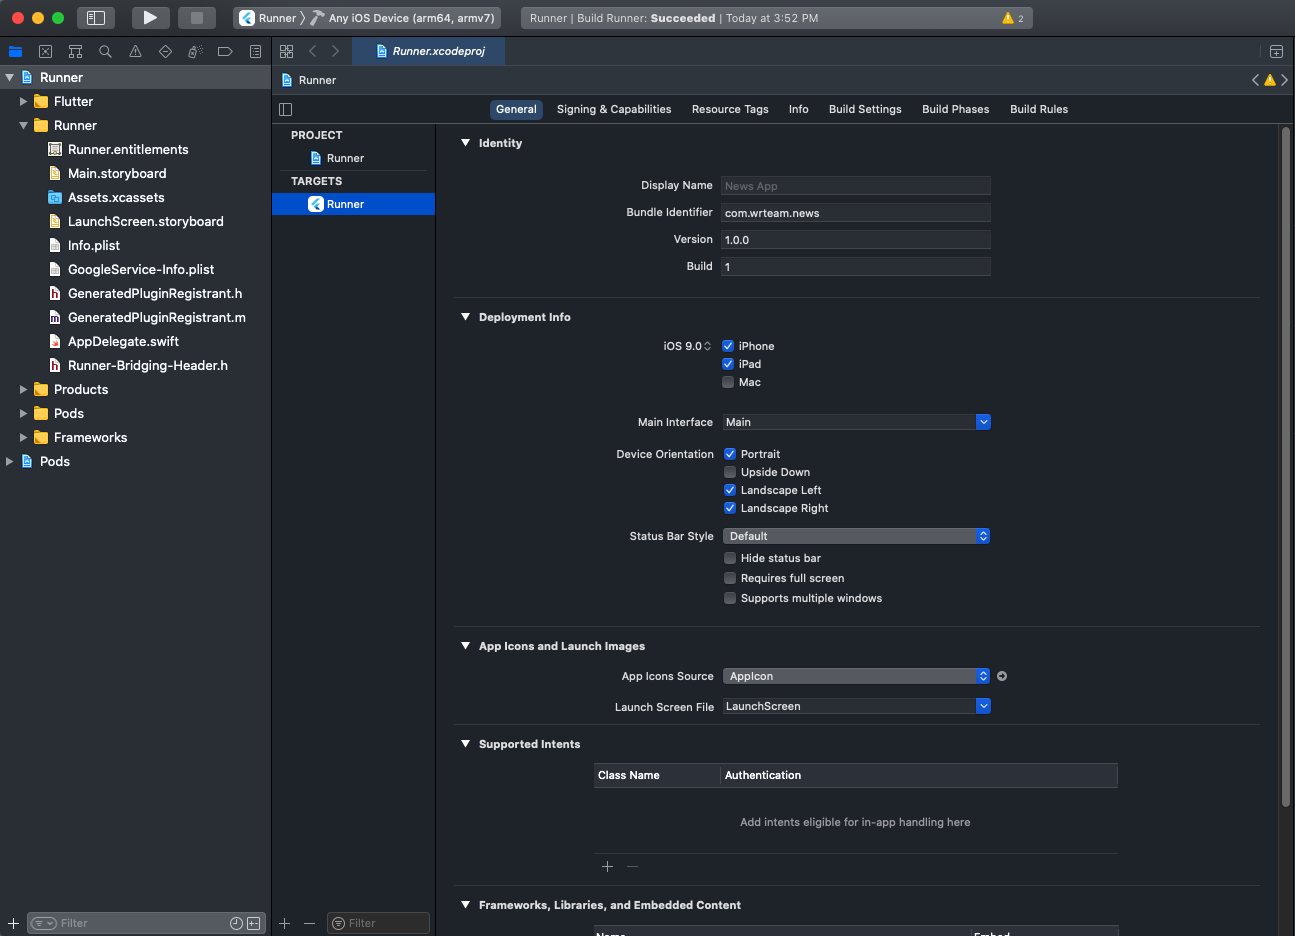 Runner Any iOS Device (arm64, armv7)
Runner | Build Runner: Succeeded | Today at 3:52 PM 2
Runner.xcodeproj
Runner
Flutter
Runner
Runner.entitlements
Main.storyboard
Assets.xcassets
LaunchScreen.storyboard
Info.plist
GoogleService-Info.plist
GeneratedPluginRegistrant.h
GeneratedPluginRegistrant.m
AppDelegate.swift
Runner-Bridging-Header.h
Products
Pods
Frameworks
Pods
Filter
Runner
General Signing & Capabilities Resource Tags Info Build Settings Build Phases Build Rules
PROJECT
Runner
TARGETS
Runner
Filter
Identity
Display Name News App
Bundle Identifier com.wrteam.news
Version 1.0.0
Build 1
Deployment Info
iOS 9.0 iPhone
iPad
Mac
Main Interface Main
Device Orientation Portrait
Upside Down
Landscape Left
Landscape Right
Status Bar Style Default
Hide status bar
Requires full screen
Supports multiple windows
App Icons and Launch Images
App Icons Source AppIcon
Launch Screen File LaunchScreen
Supported Intents
Class Name Authentication
Add intents eligible for in-app handling here
Frameworks, Libraries, and Embedded Content
Name Embed